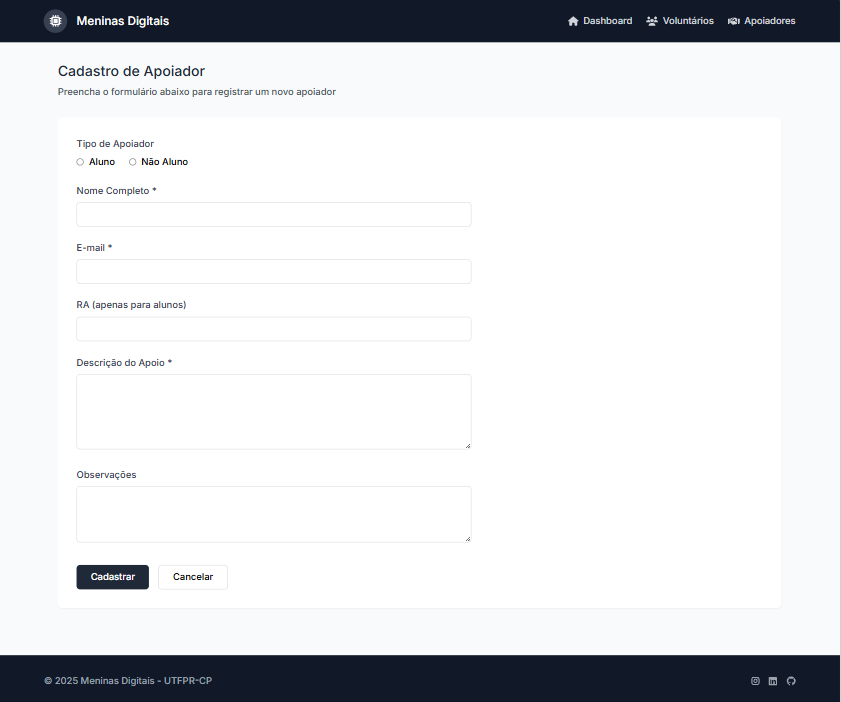 Meninas Digitais
Dashboard Voluntários Apoiadores
Cadastro de Apoiador
Preencha o formulário abaixo para registrar um novo apoiador
Tipo de Apoiador
Aluno Não Aluno
Nome Completo *
E-mail *
RA (apenas para alunos)
Descrição do Apoio *
Observações
Cadastrar Cancelar
© 2025 Meninas Digitais - UTFPR-CP